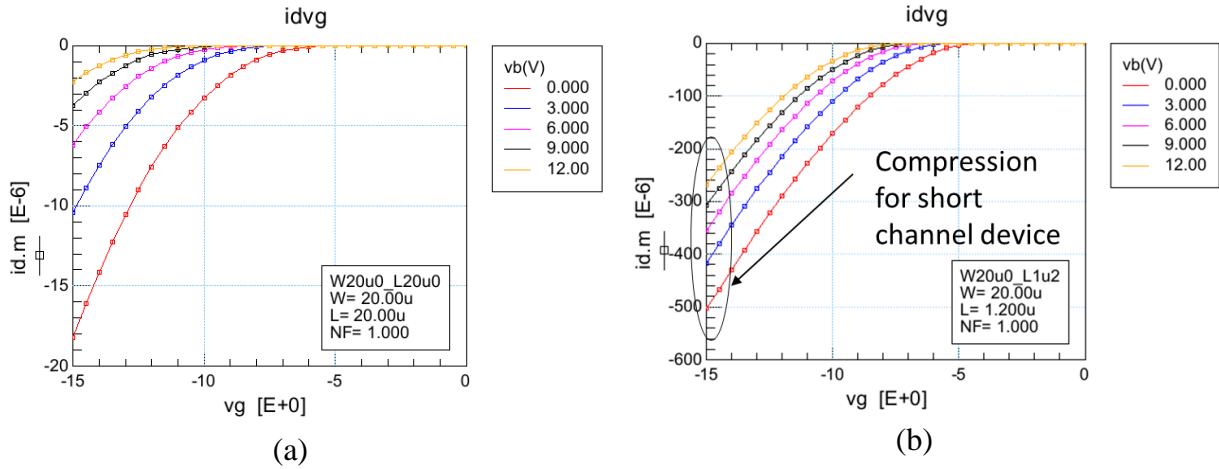 (a)
idvg
0
-5
-10
-15
-20
id.m [E-6]
-15
-10
-5
0
vg [E+0]
vb(V)
0.000
3.000
6.000
9.000
12.00
W20u0_L20u0
W= 20.00u
L= 20.00u
NF= 1.000
(a)
(b)
idvg
0
-100
-200
-300
-400
-500
-600
id.m [E-6]
-15
-10
-5
0
vg [E+0]
vb(V)
0.000
3.000
6.000
9.000
12.00
Compression
for short
channel device
W20u0_L1u2
W= 20.00u
L= 1.200u
NF= 1.000
(b)